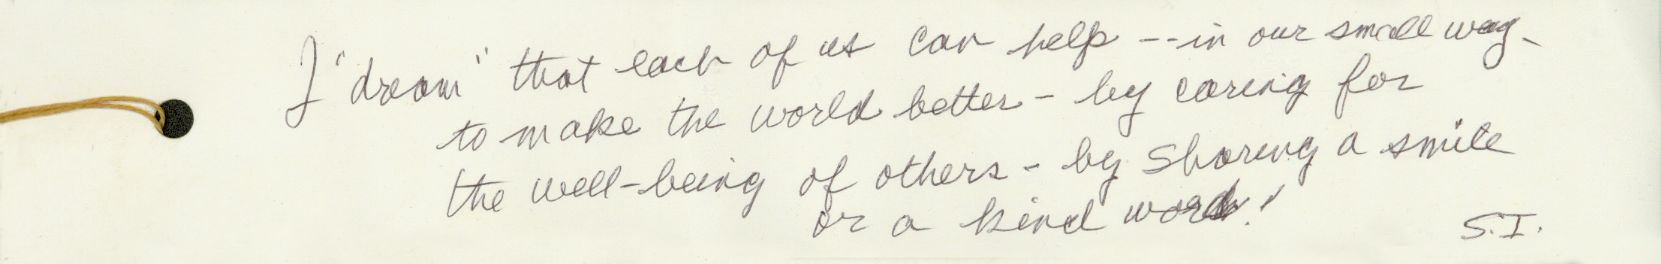 I 'dream' that each of us can help -- in our small way -
to make the world better - by caring for
the well-being of others - by sharing a smile
or a kind word!
S.I.